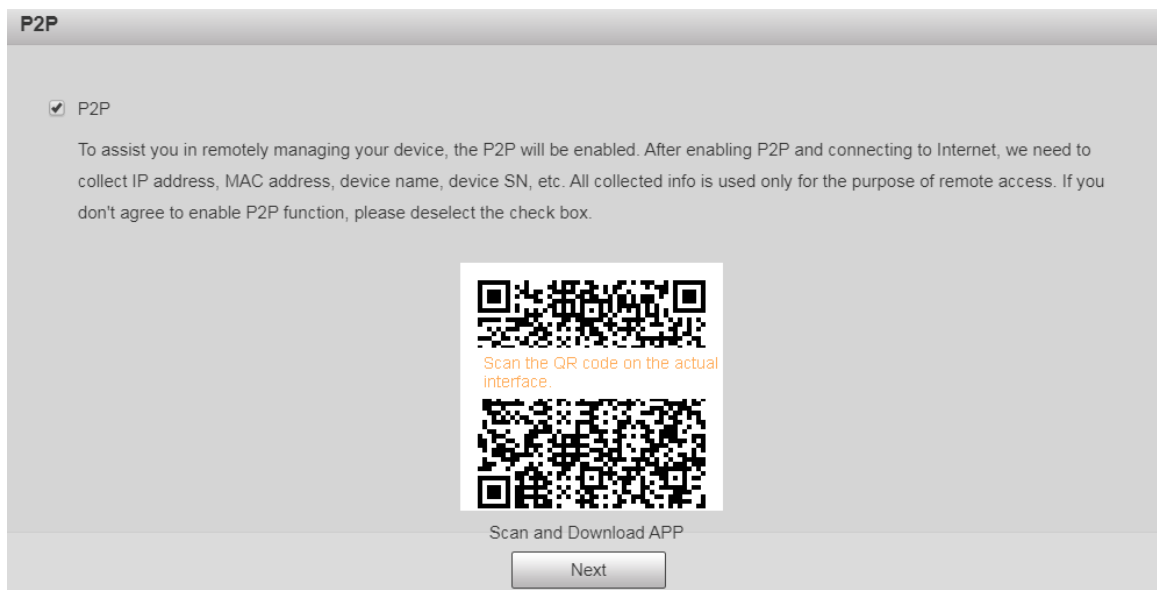 P2P
P2P
To assist you in remotely managing your device, the P2P will be enabled. After enabling P2P and connecting to Internet, we need to
collect IP address, MAC address, device name, device SN, etc. All collected info is used only for the purpose of remote access. If you
don't agree to enable P2P function, please deselect the check box.
Scan the QR code on the actual
interface.
Scan and Download APP
Next